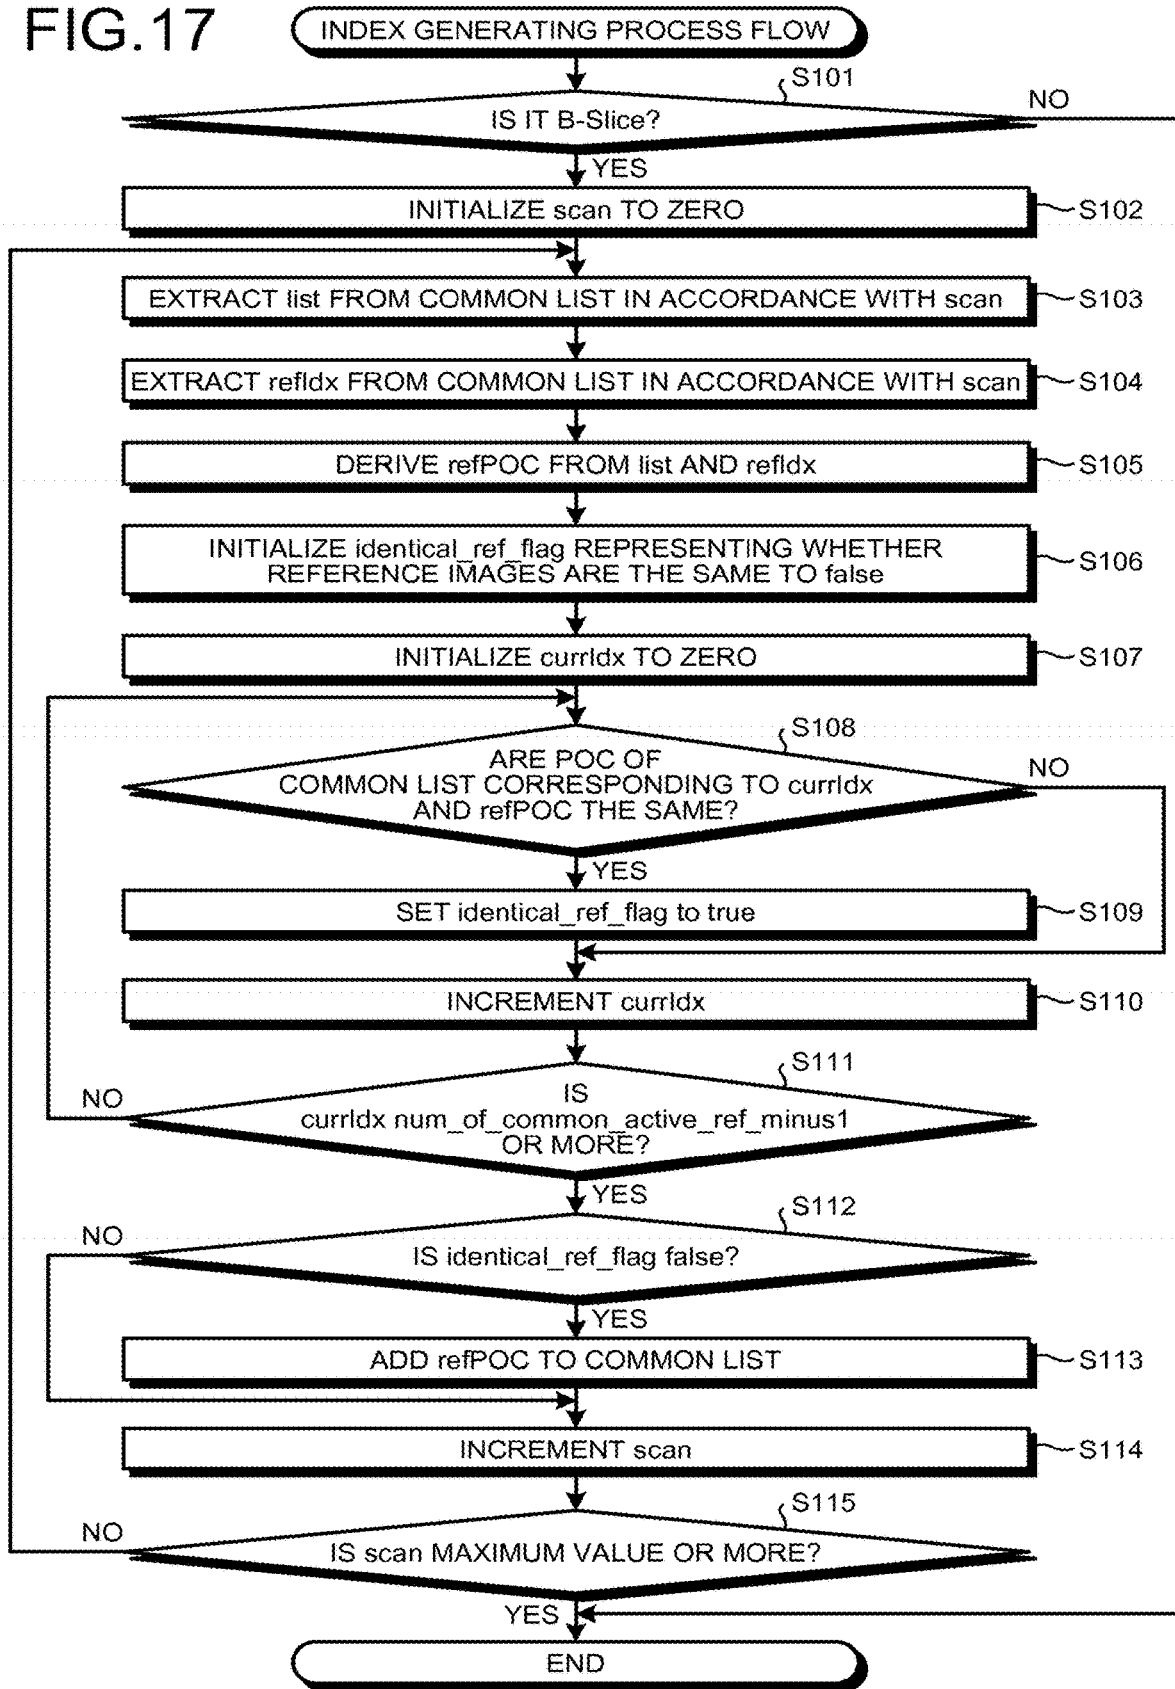 FIG.17
INDEX GENERATING PROCESS FLOW
S101
IS IT B-Slice?
NO
YES
INITIALIZE scan TO ZERO
S102
EXTRACT list FROM COMMON LIST IN ACCORDANCE WITH scan
S103
EXTRACT refIdx FROM COMMON LIST IN ACCORDANCE WITH scan
S104
DERIVE refPOC FROM list AND refIdx
S105
INITIALIZE identical_ref_flag REPRESENTING WHETHER
REFERENCE IMAGES ARE THE SAME TO false
S106
INITIALIZE currIdx TO ZERO
S107
S108
ARE POC OF
COMMON LIST CORRESPONDING TO currIdx
AND refPOC THE SAME?
NO
YES
SET identical_ref_flag to true
S109
INCREMENT currIdx
S110
S111
NO
IS
currIdx num_of_common_active_ref_minus1
OR MORE?
YES
S112
NO
IS identical_ref_flag false?
YES
ADD refPOC TO COMMON LIST
S113
INCREMENT scan
S114
S115
NO
IS scan MAXIMUM VALUE OR MORE?
YES
END